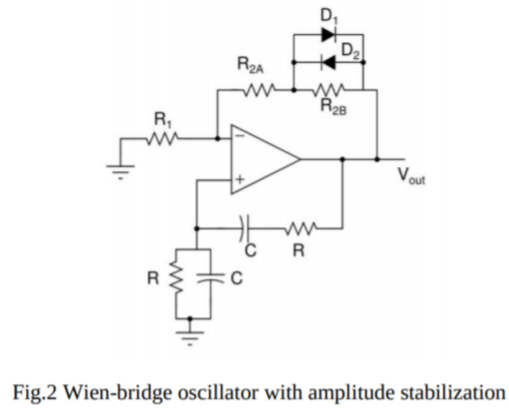 D₁
D₂
R₂A
R₂B
R₁
−
+
Vout
C
R
R
C
Fig.2 Wien-bridge oscillator with amplitude stabilization